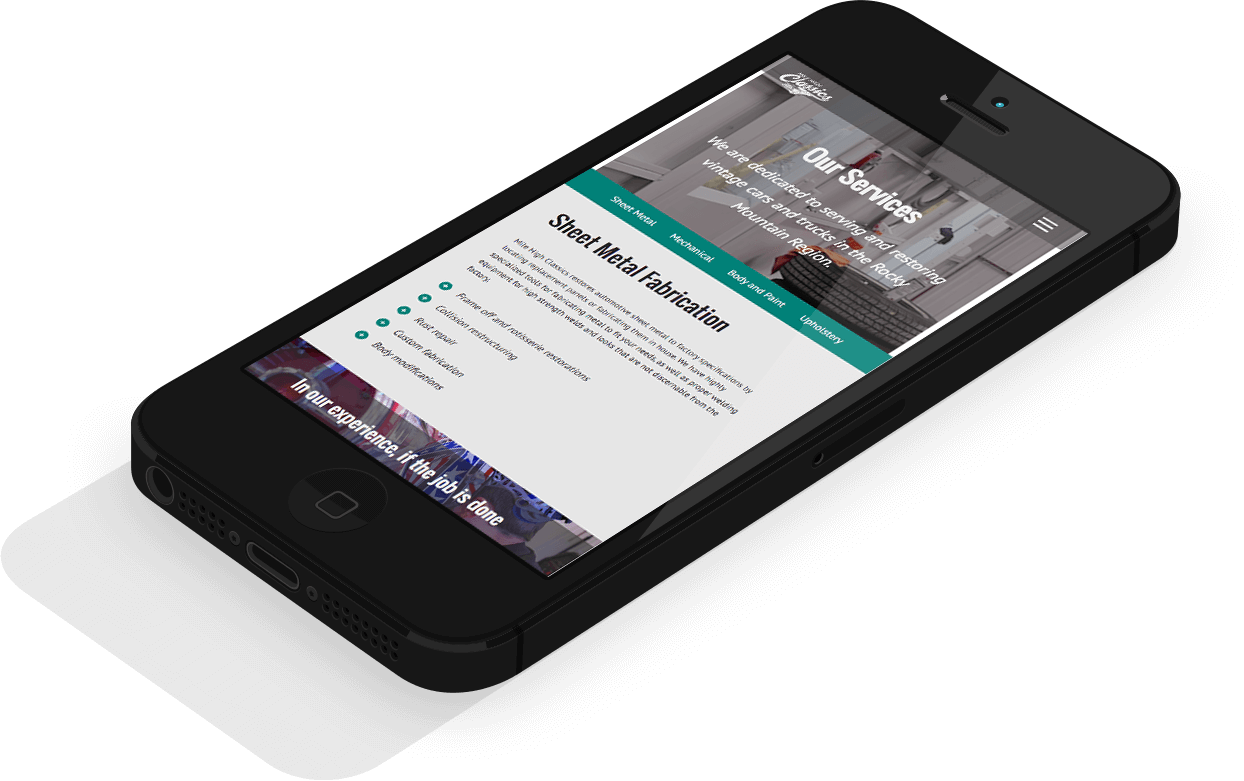 Classics
Our Services
We are dedicated to serving and restoring
vintage cars and trucks in the Rocky
Mountain Region.
Sheet Metal
Mechanical
Body and Paint
Upholstery
Sheet Metal Fabrication
Mile High Classics restores automotive sheet metal to factory specifications by
locating replacement panels or fabricating them in house. We have highly
specialized tools for fabricating metal to fit your needs, as well as proper welding
equipment for high strength welds and looks that are not discernable from the
factory.
Frame off and rotisserie restorations
Collision restructuring
Rust repair
Custom fabrication
Body modifications
In our experience, if the job is done